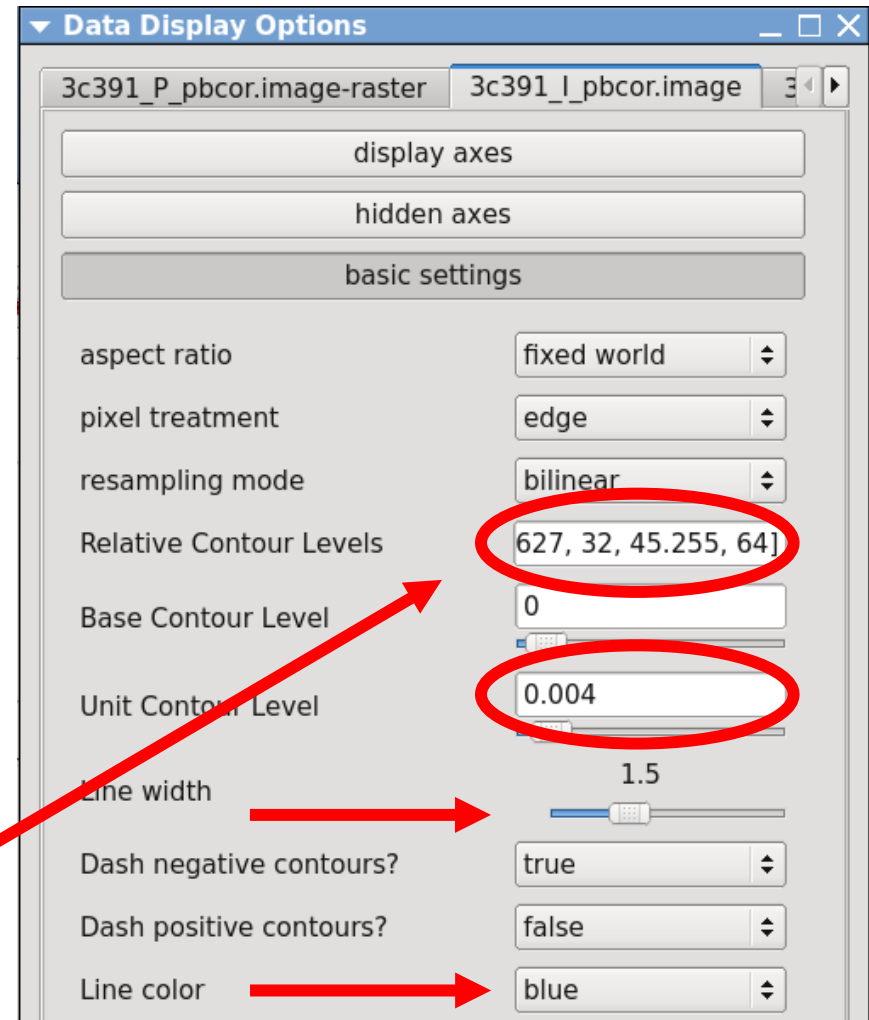 Data Display Options
3c391_P_pbcor.image-raster 3c391_I_pbcor.image
display axes
hidden axes
basic settings
aspect ratio fixed world
pixel treatment edge
resampling mode bilinear
Relative Contour Levels 627, 32, 45.255, 64]
Base Contour Level 0
Unit Contour Level 0.004
Line width 1.5
Dash negative contours? true
Dash positive contours? false
Line color blue